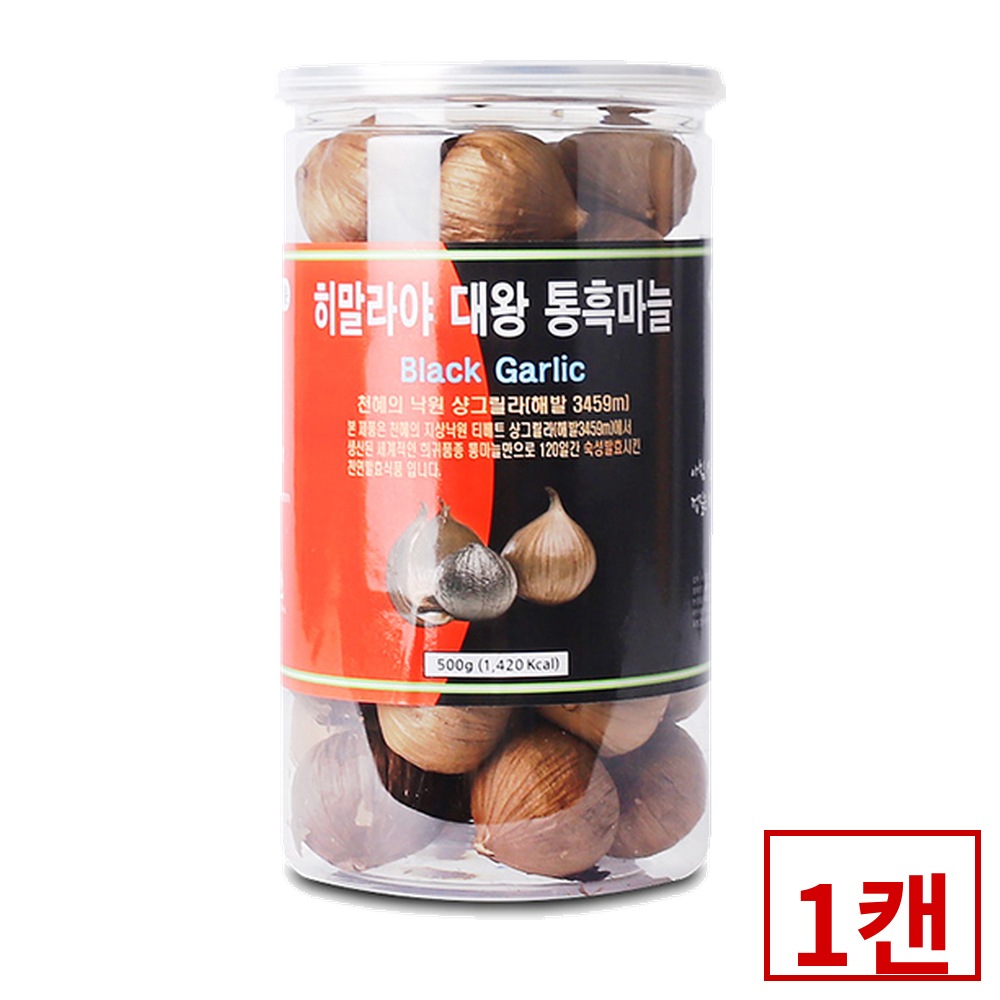 히말라야 대왕 통흑마늘
Black Garlic
천혜의 낙원 샹그릴라(해발 3459m)
본 제품은 천혜의 지상낙원 티베트 샹그릴라(해발3459m)에서
생산된 세계적인 희귀품종 통마늘만으로 120일간 숙성발효시킨
천연발효식품 입니다.
500g (1,420 Kcal)
1캔